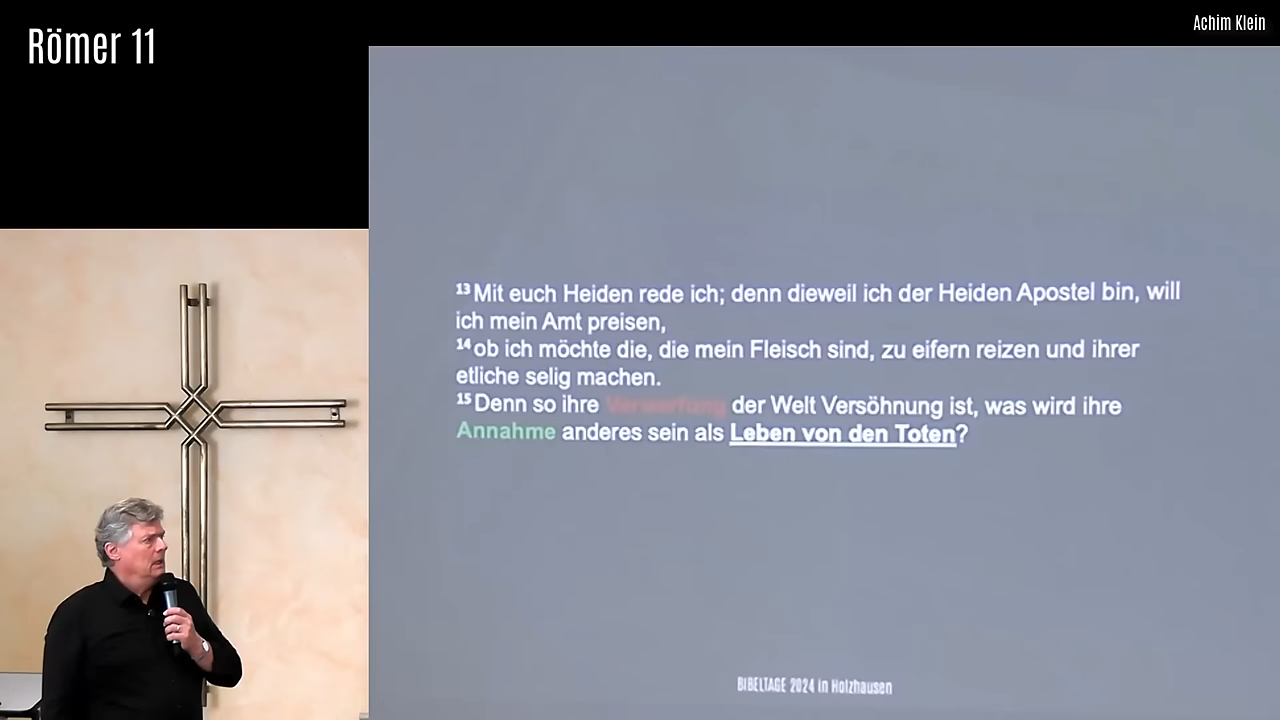 Römer 11
Achim Klein
13 Mit euch Heiden rede ich; denn dieweil ich der Heiden Apostel bin, will
ich mein Amt preisen,
14 ob ich möchte die, die mein Fleisch sind, zu eifern reizen und ihrer
etliche selig machen.
15 Denn so ihre Verwerfung der Welt Versöhnung ist, was wird ihre
Annahme anderes sein als Leben von den Toten?
BIBELTAGE 2024 in Holzhausen